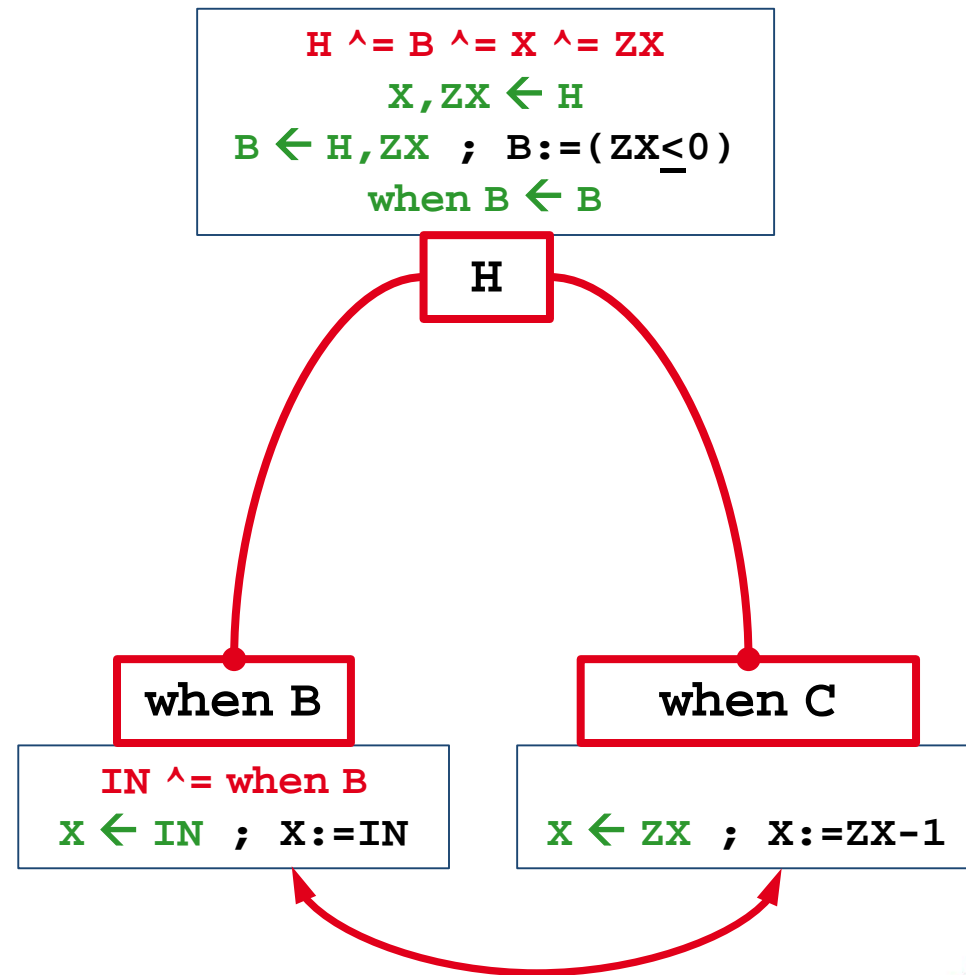 H ^= B ^= X ^= ZX
X,ZX ← H
B ← H,ZX ; B:=(ZX<0)
when B ← B
H
when B
when C
IN ^= when B
X ← IN ; X:=IN
X ← ZX ; X:=ZX-1